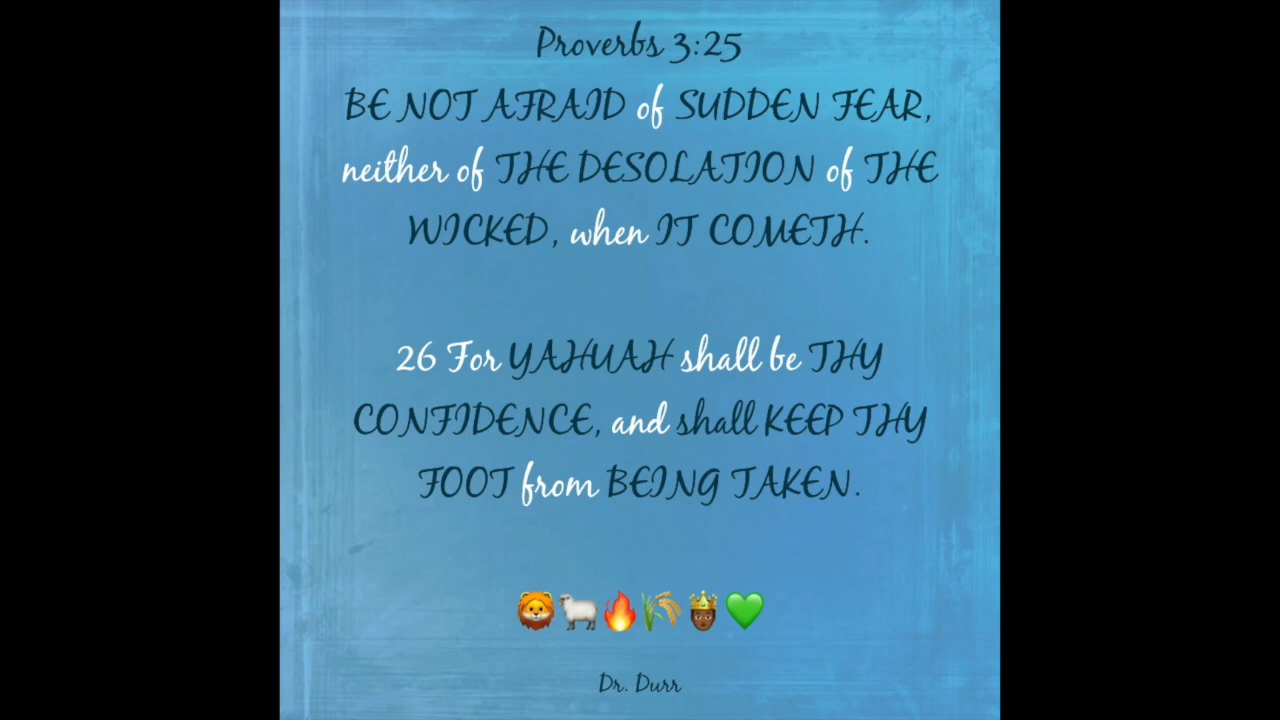 Proverbs 3:25
BE NOT AFRAID of SUDDEN FEAR,
neither of THE DESOLATION of THE
WICKED, when IT COMETH.
26 For YAHUAH shall be THY
CONFIDENCE, and shall KEEP THY
FOOT from BEING TAKEN.
🦁🐑🔥🌾🤴🏾💚
Dr. Durr